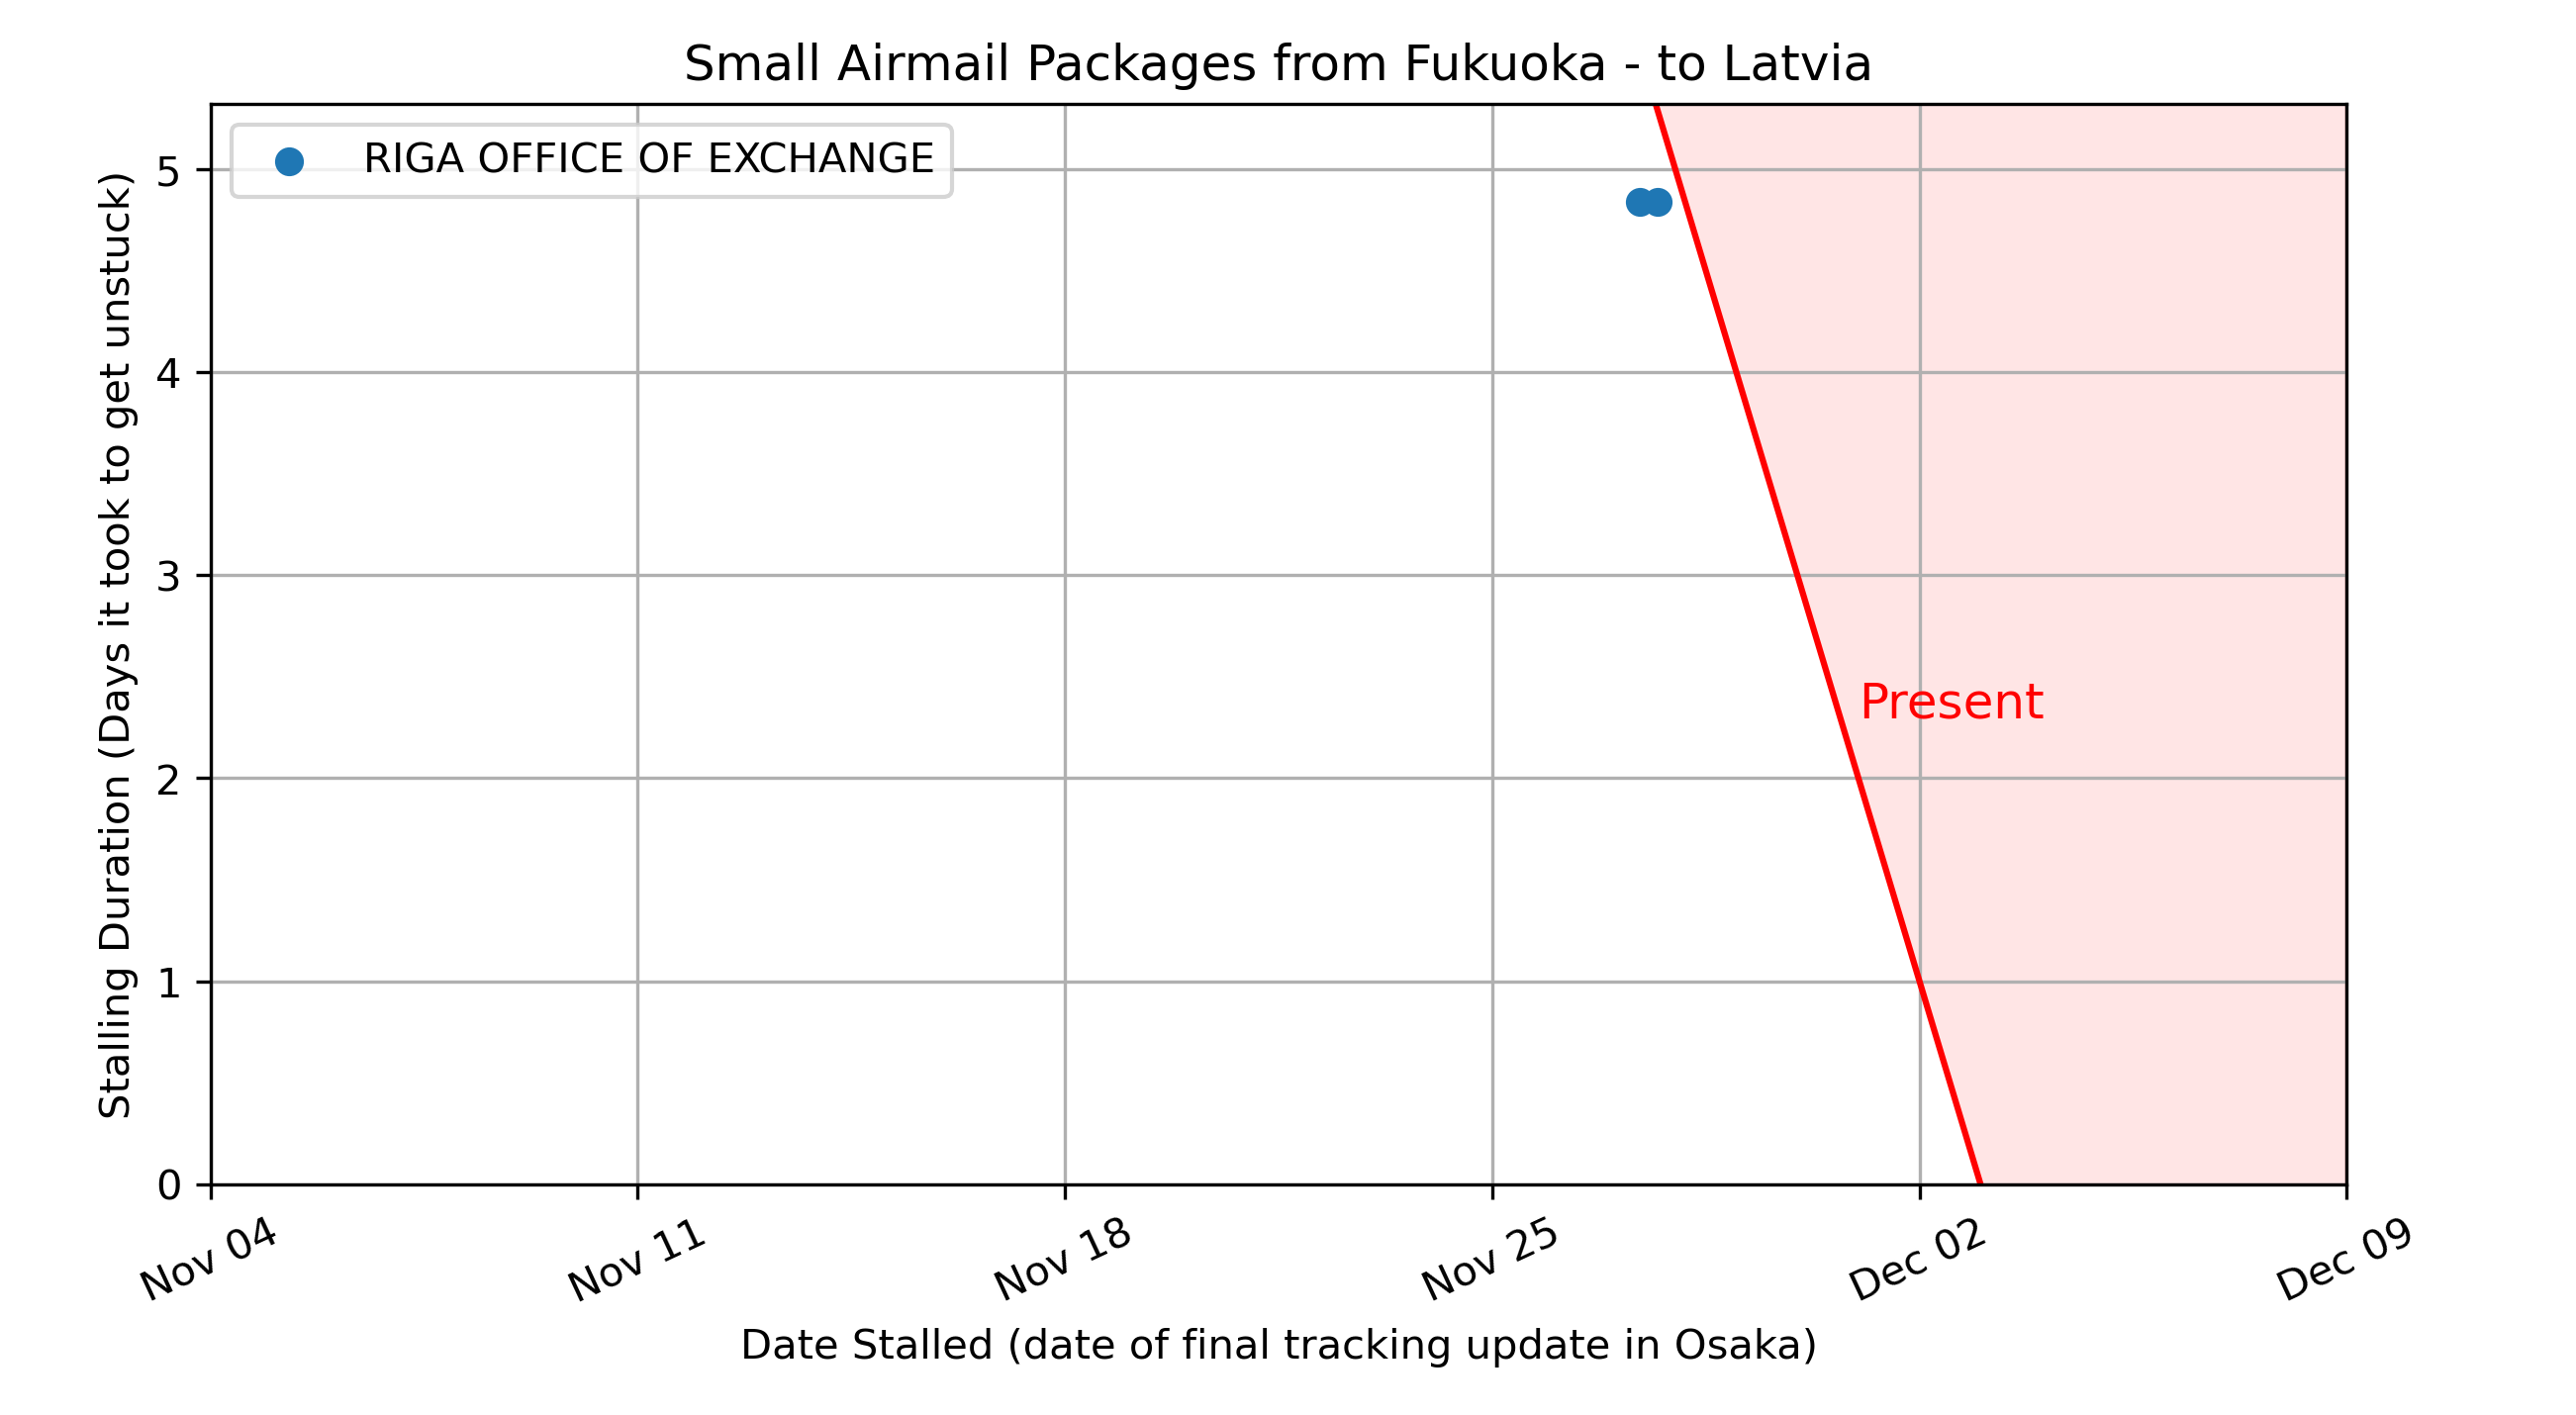 Small Airmail Packages from Fukuoka - to Latvia
RIGA OFFICE OF EXCHANGE
Stalling Duration (Days it took to get unstuck)
5
4
3
2
1
0
Present
Nov 04
Nov 11
Nov 18
Nov 25
Dec 02
Dec 09
Date Stalled (date of final tracking update in Osaka)